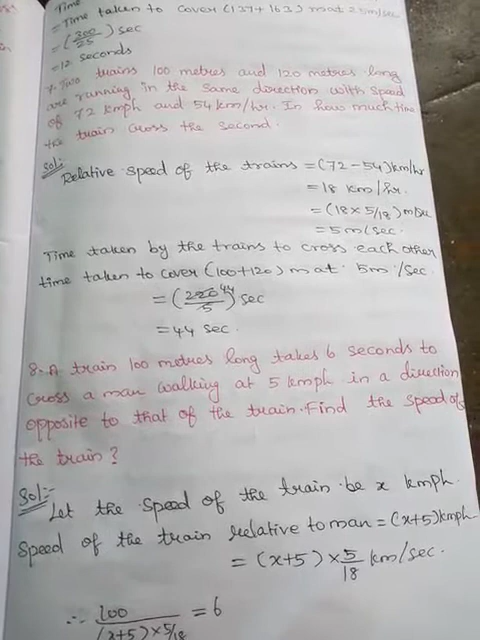 Time
= Time taken to cover (137+163) m at 25 m/sec
= (300/25) sec
= 12 seconds
7. Two trains 100 metres and 120 metres long
are running in the same direction with speed
of 72 kmph and 54 km/hr. In how much time
the train cross the second.
Sol:
Relative speed of the trains = (72-54) km/hr
= 18 km/hr.
= (18×5/18) m/sec
= 5m/sec.
Time taken by the trains to cross each other
time taken to cover (100+120) m at 5m/sec.
= (220/5) 44 sec
= 44 sec.
8. A train 100 metres long takes 6 seconds to
cross a man walking at 5 kmph in a direction
opposite to that of the train. Find the speed of
the train?
Sol:-
Let the speed of the train be x kmph.
Speed of the train relative to man = (x+5) kmph
= (x+5) × 5/18 km/sec.
∴ 100/((x+5)×5/18) = 6